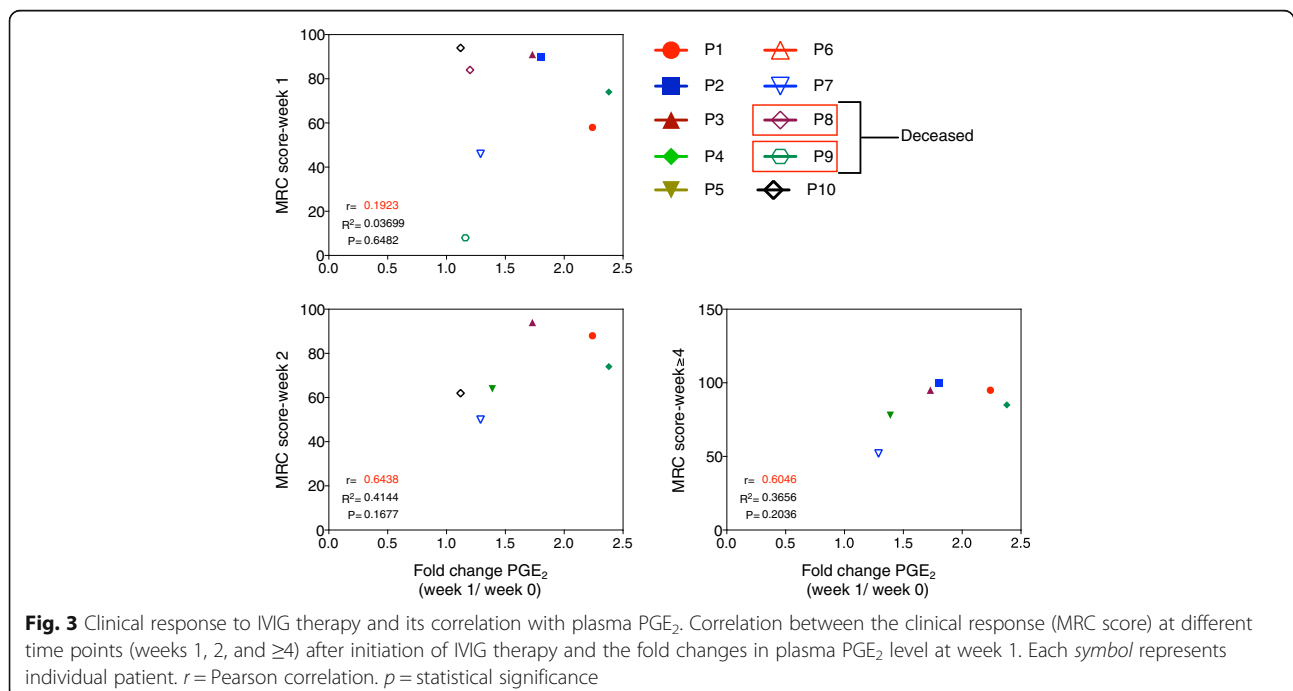 MRC score-week 1
100
80
60
40
20
0
r= 0.1923
R²= 0.03699
P= 0.6482
0.0 0.5 1.0 1.5 2.0 2.5
P1 P6
P2 P7
P3 P8
P4 P9
P5 P10
Deceased
MRC score-week 2
100
80
60
40
20
0
r= 0.6438
R²= 0.4144
P= 0.1677
0.0 0.5 1.0 1.5 2.0 2.5
Fold change PGE₂
(week 1/ week 0)
MRC score-week≥4
150
100
50
0
r= 0.6046
R²= 0.3656
P= 0.2036
0.0 0.5 1.0 1.5 2.0 2.5
Fold change PGE₂
(week 1/ week 0)
Fig. 3 Clinical response to IVIG therapy and its correlation with plasma PGE₂. Correlation between the clinical response (MRC score) at different
time points (weeks 1, 2, and ≥4) after initiation of IVIG therapy and the fold changes in plasma PGE₂ level at week 1. Each symbol represents
individual patient. r = Pearson correlation. p = statistical significance